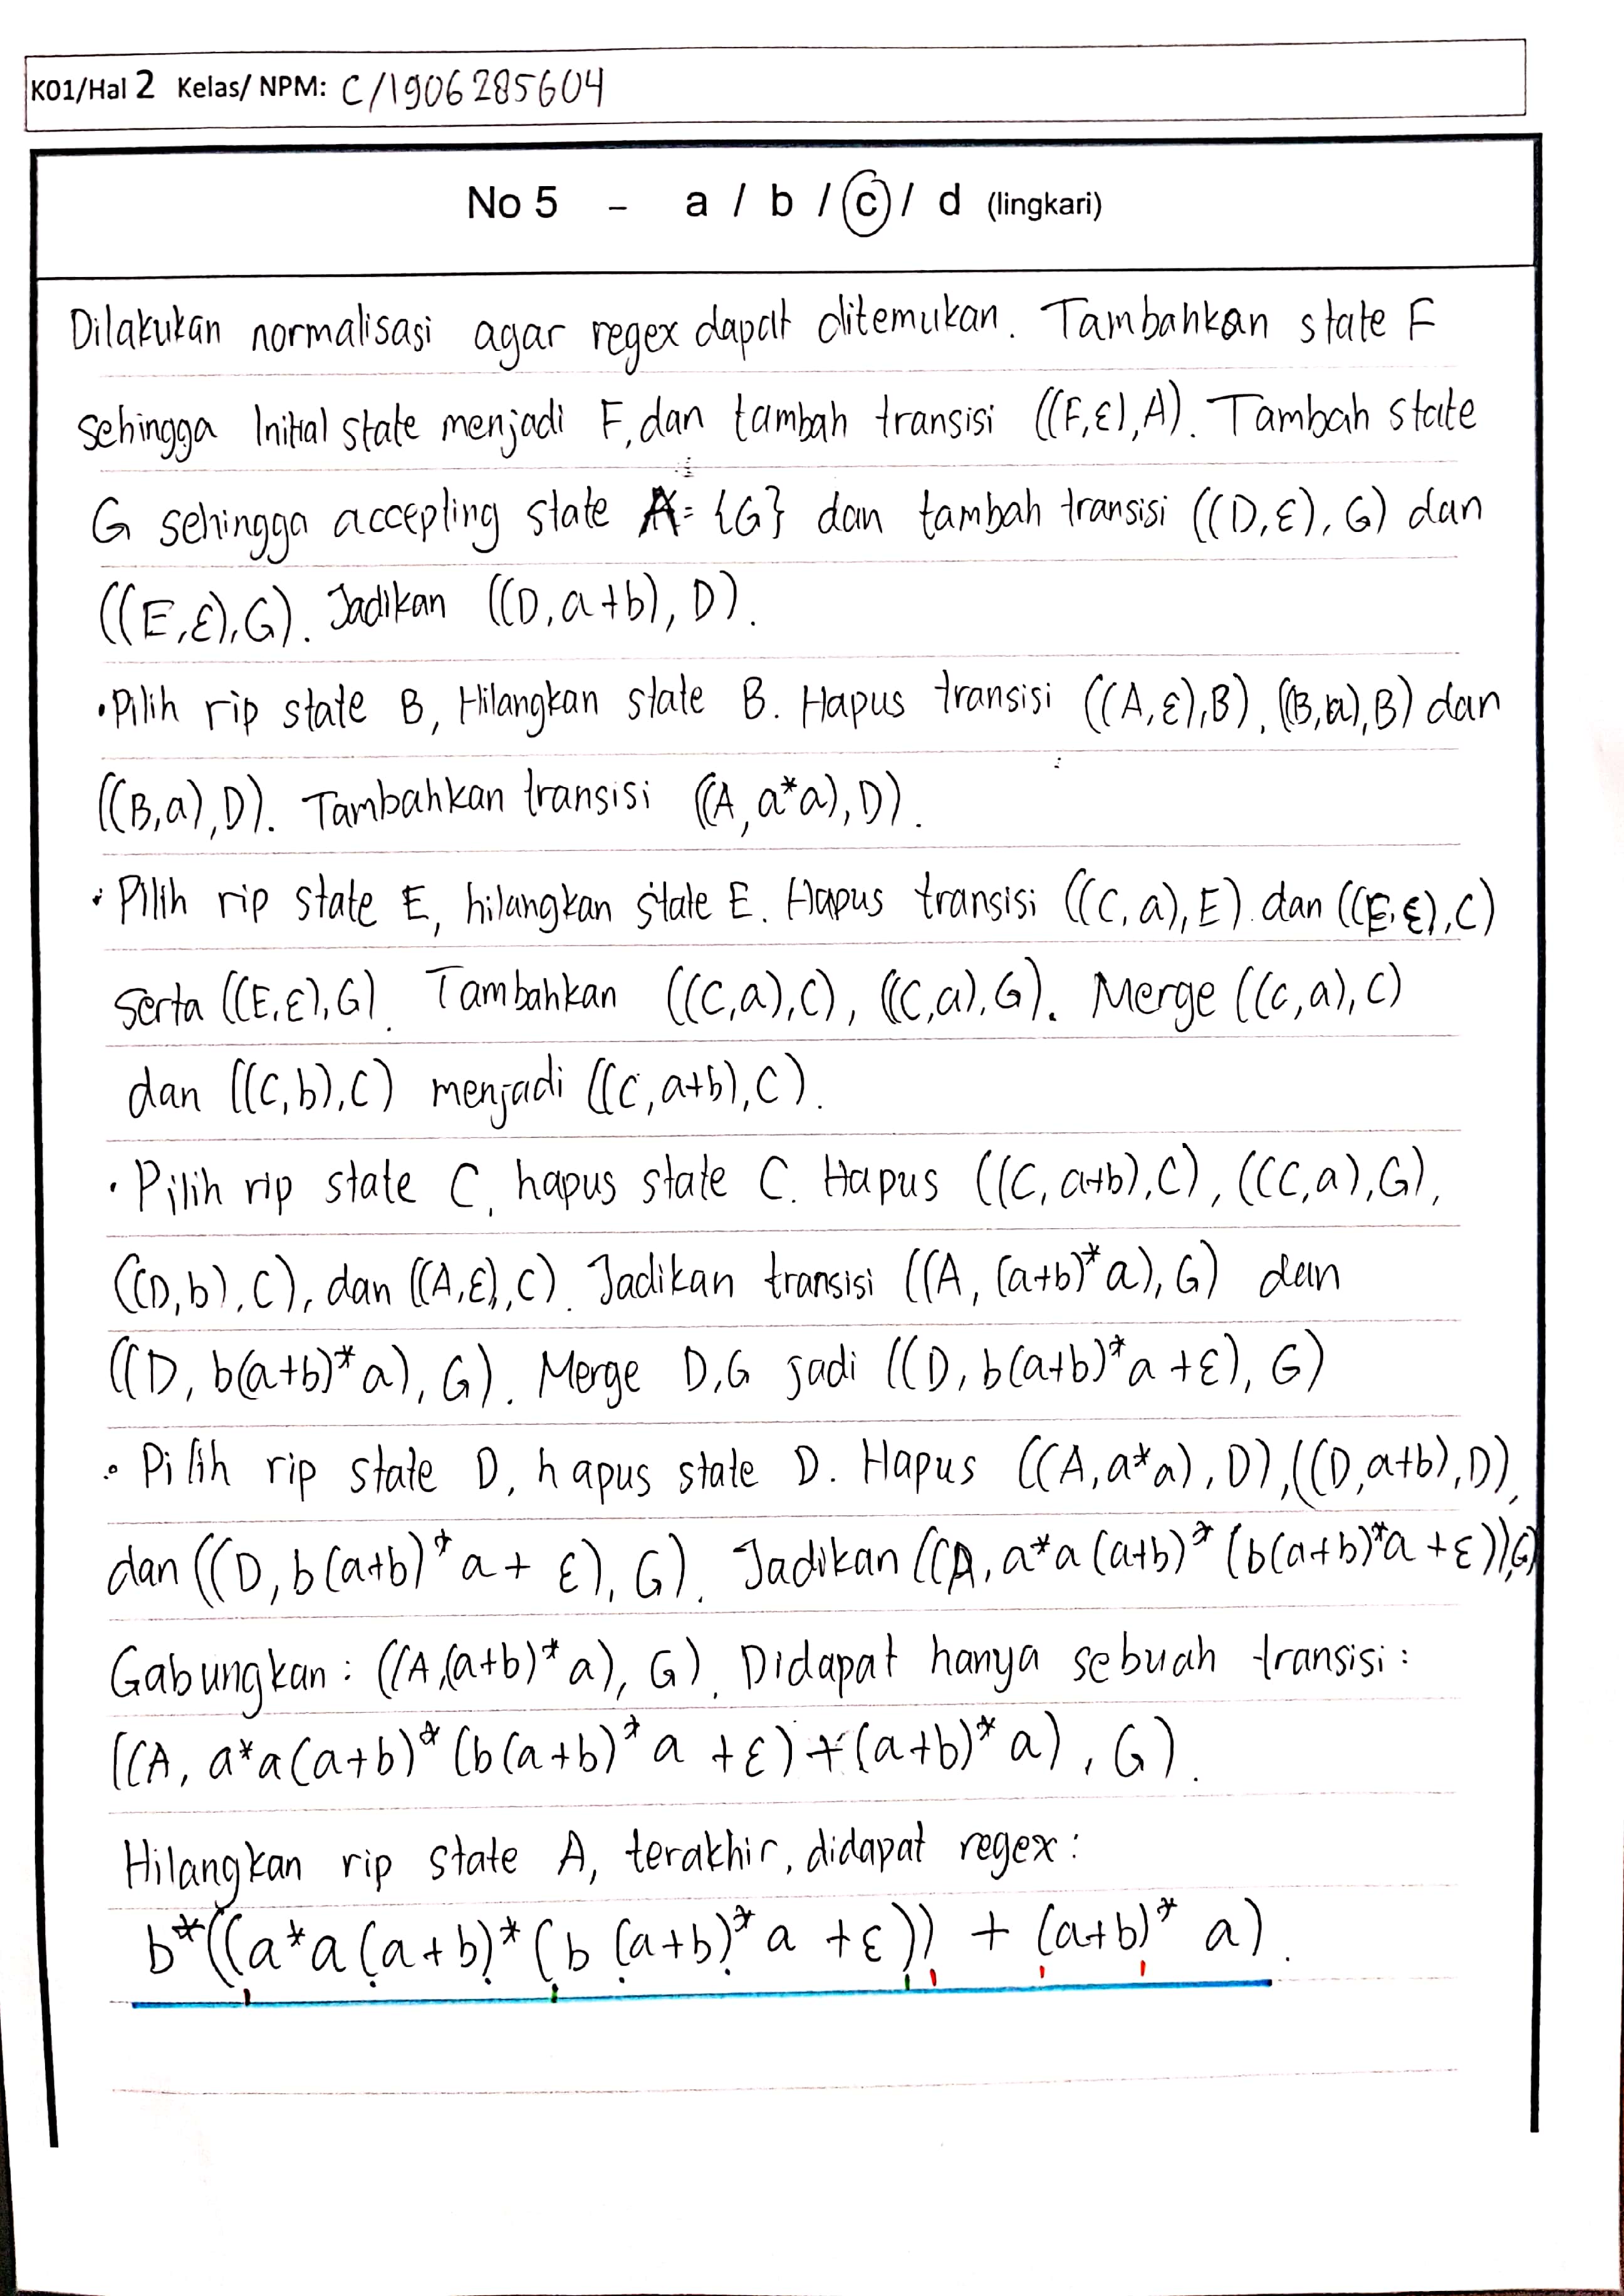 K01/Hal 2 Kelas/ NPM: C/1906285604
No 5 - a / b / c / d (lingkari)
Dilakukan normalisasi agar regex dapat ditemukan. Tambahkan state F
sehingga Initial state menjadi F, dan tambah transisi ((F,ε),A). Tambah state
G sehingga accepting state A = {G} dan tambah transisi ((D,ε), G) dan
((E,ε),G). Jadikan ((D,a+b), D).
•Pilih rip state B, Hilangkan state B. Hapus transisi ((A,ε),B), ((B,a),B) dan
((B,a),D). Tambahkan transisi ((A, a*a),D).
• Pilih rip state E, hilangkan state E. Hapus transisi ((C,a),E) dan ((E,ε),C)
serta ((E,ε),G). Tambahkan ((C,a),C), ((C,a),G). Merge ((C,a),C)
dan ((C,b),C) menjadi ((C,a+b),C).
• Pilih rip state C, hapus state C. Hapus ((C, a+b),C), ((C,a),G),
((D,b),C), dan ((A,ε),C). Jadikan transisi ((A, (a+b)*a), G) dan
((D, b(a+b)*a), G). Merge D,G jadi ((D, b(a+b)*a +ε), G)
• Pilih rip state D, hapus state D. Hapus ((A,a*a),D),((D,a+b),D),
dan ((D, b(a+b)*a + ε), G). Jadikan ((A, a*a(a+b)*(b(a+b)*a +ε)),G)
Gabungkan : ((A,(a+b)*a), G). Didapat hanya sebuah transisi :
((A, a*a(a+b)*(b(a+b)*a +ε)+(a+b)*a), G).
Hilangkan rip state A, terakhir, didapat regex :
b*((a*a(a+b)*(b(a+b)*a +ε)) + (a+b)*a).